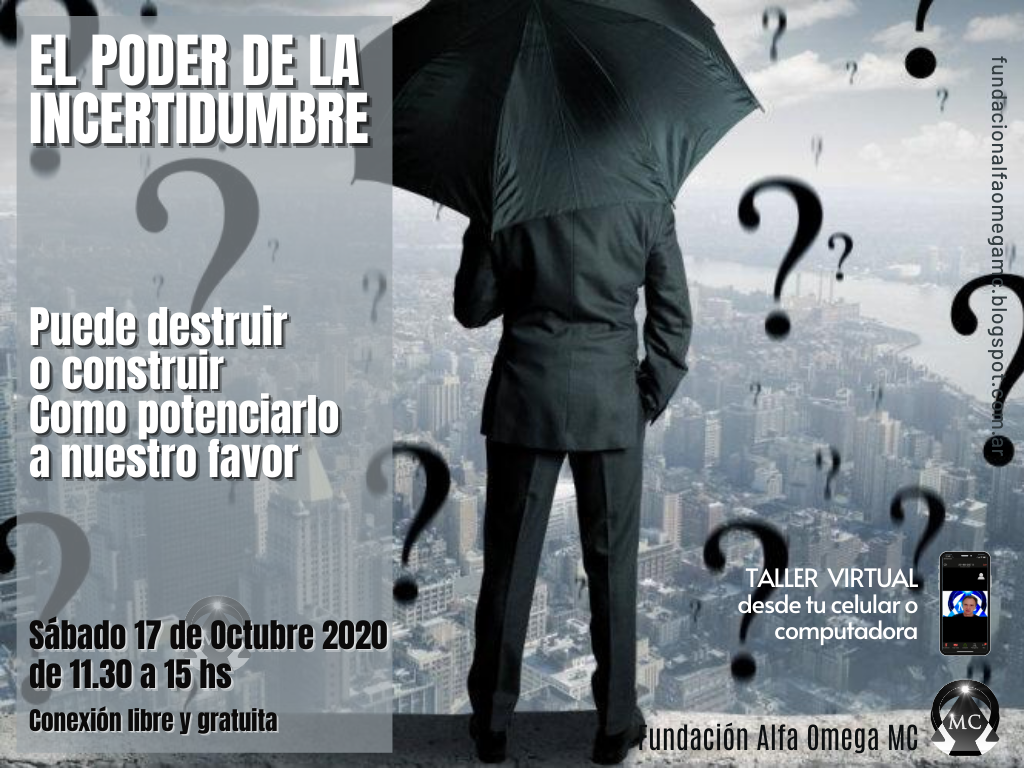 EL PODER DE LA
INCERTIDUMBRE
Puede destruir
o construir
Como potenciarlo
a nuestro favor
Sábado 17 de Octubre 2020
de 11.30 a 15 hs
Conexión libre y gratuita
fundacionalfaomegamc.blogspot.com.ar
TALLER VIRTUAL
desde tu celular o
computadora
Fundación Alfa Omega MC
MC